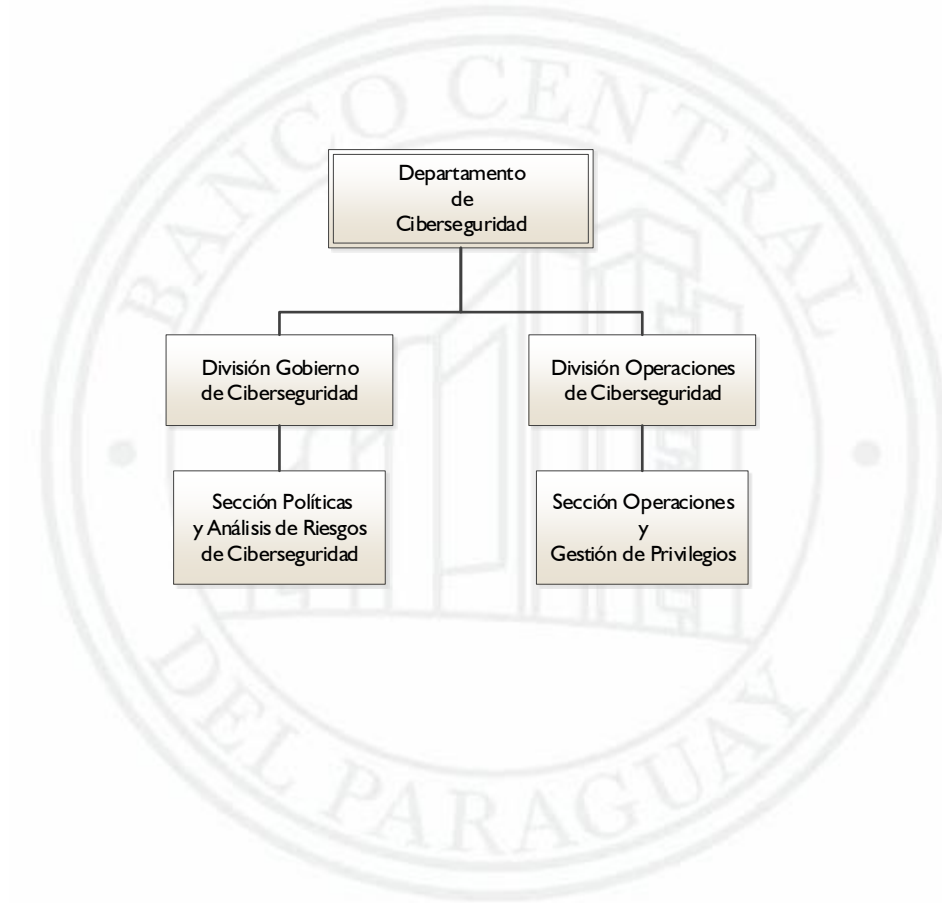 BANCO CENTRAL
DEL PARAGUAY
Departamento
de
Ciberseguridad
División Gobierno
de Ciberseguridad
División Operaciones
de Ciberseguridad
Sección Políticas
y Análisis de Riesgos
de Ciberseguridad
Sección Operaciones
y
Gestión de Privilegios